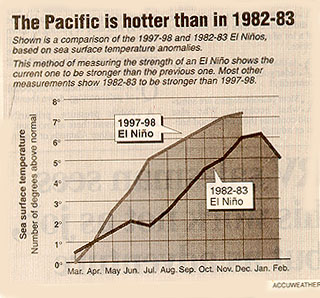 The Pacific is hotter than in 1982-83
Shown is a comparison of the 1997-98 and 1982-83 El Niños,
based on sea surface temperature anomalies.
This method of measuring the strength of an El Niño shows the
current one to be stronger than the previous one. Most other
measurements show 1982-83 to be stronger than 1997-98.
Sea surface temperature
Number of degrees above normal
8°
7°
6°
5°
4°
3°
2°
1°
0°
1997-98
El Niño
1982-83
El Niño
Mar. Apr. May Jun. Jul. Aug. Sep. Oct. Nov. Dec. Jan. Feb.
ACCUWEATHER